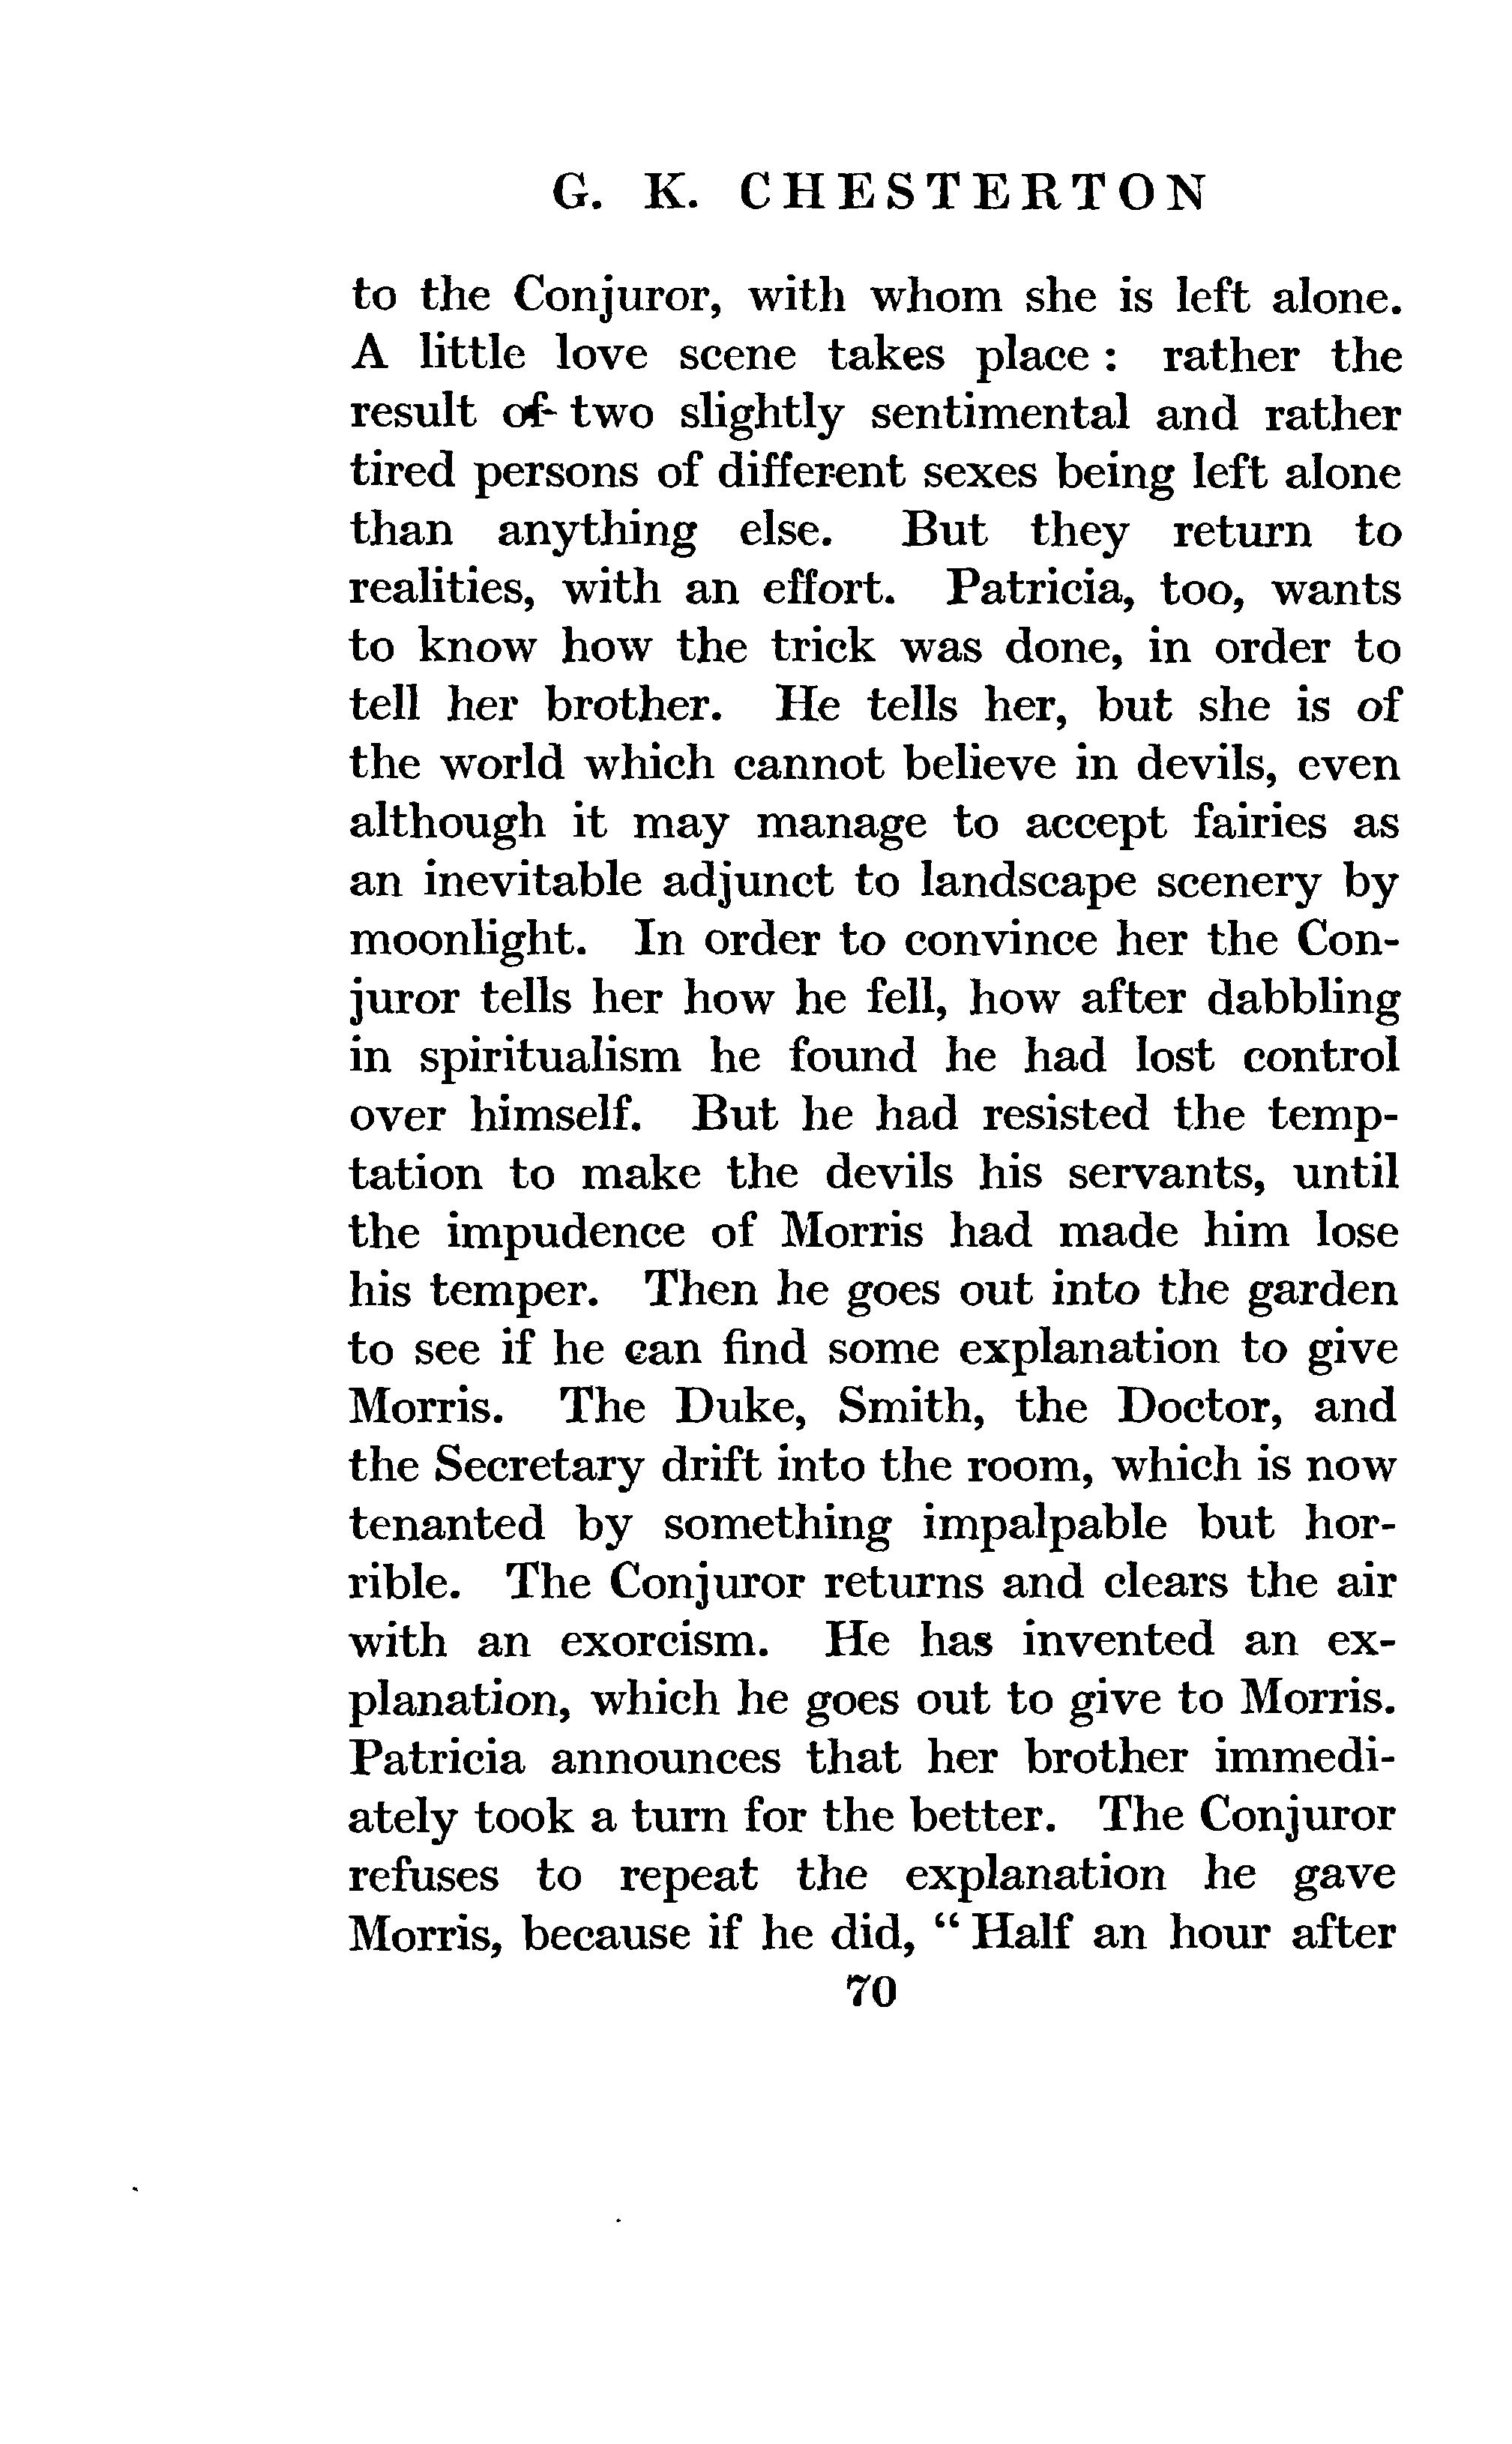 G. K. CHESTERTON
to the Conjuror, with whom she is left alone.
A little love scene takes place : rather the
result of two slightly sentimental and rather
tired persons of different sexes being left alone
than anything else. But they return to
realities, with an effort. Patricia, too, wants
to know how the trick was done, in order to
tell her brother. He tells her, but she is of
the world which cannot believe in devils, even
although it may manage to accept fairies as
an inevitable adjunct to landscape scenery by
moonlight. In order to convince her the Con-
juror tells her how he fell, how after dabbling
in spiritualism he found he had lost control
over himself. But he had resisted the temp-
tation to make the devils his servants, until
the impudence of Morris had made him lose
his temper. Then he goes out into the garden
to see if he can find some explanation to give
Morris. The Duke, Smith, the Doctor, and
the Secretary drift into the room, which is now
tenanted by something impalpable but hor-
rible. The Conjuror returns and clears the air
with an exorcism. He has invented an ex-
planation, which he goes out to give to Morris.
Patricia announces that her brother immedi-
ately took a turn for the better. The Conjuror
refuses to repeat the explanation he gave
Morris, because if he did, “ Half an hour after
70